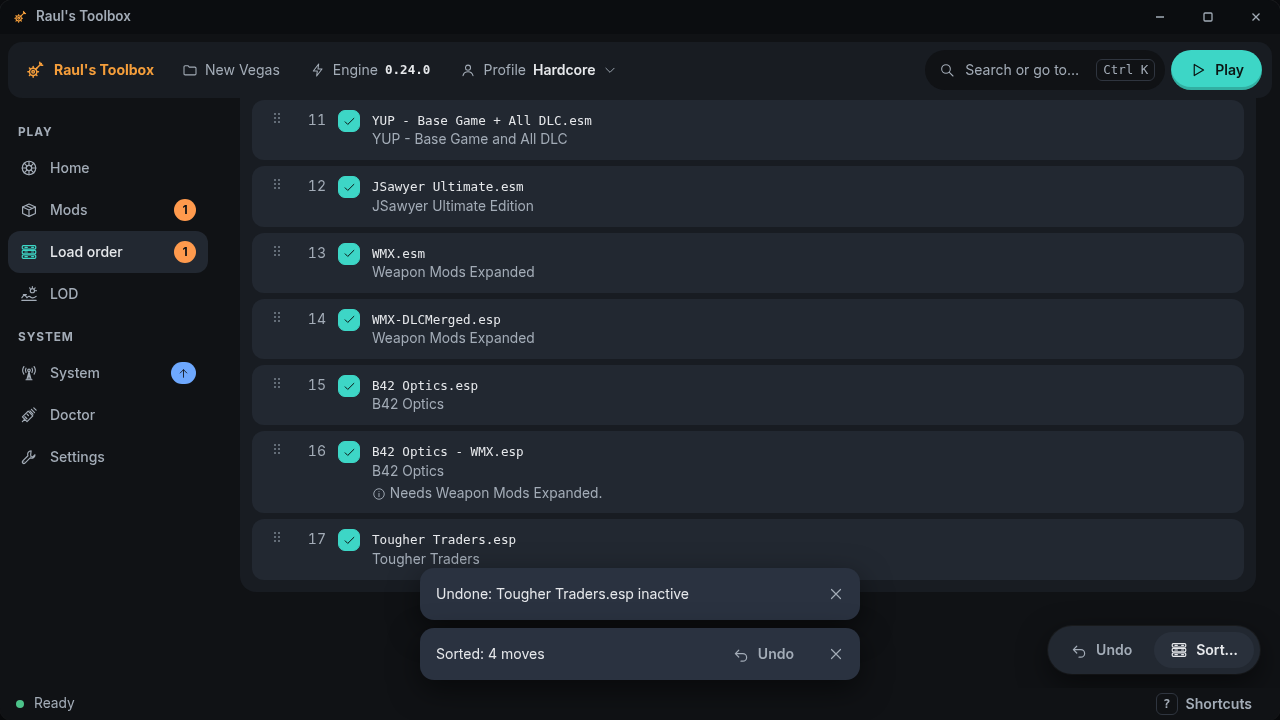 Raul's Toolbox
Raul's Toolbox
New Vegas
Engine 0.24.0
Profile Hardcore
Search or go to...
Ctrl K
Play
PLAY
Home
Mods 1
Load order 1
LOD
SYSTEM
System
Doctor
Settings
11 YUP - Base Game + All DLC.esm
YUP - Base Game and All DLC
12 JSawyer Ultimate.esm
JSawyer Ultimate Edition
13 WMX.esm
Weapon Mods Expanded
14 WMX-DLCMerged.esp
Weapon Mods Expanded
15 B42 Optics.esp
B42 Optics
16 B42 Optics - WMX.esp
B42 Optics
Needs Weapon Mods Expanded.
17 Tougher Traders.esp
Tougher Traders
Undone: Tougher Traders.esp inactive
Sorted: 4 moves Undo
Undo Sort...
Ready
? Shortcuts